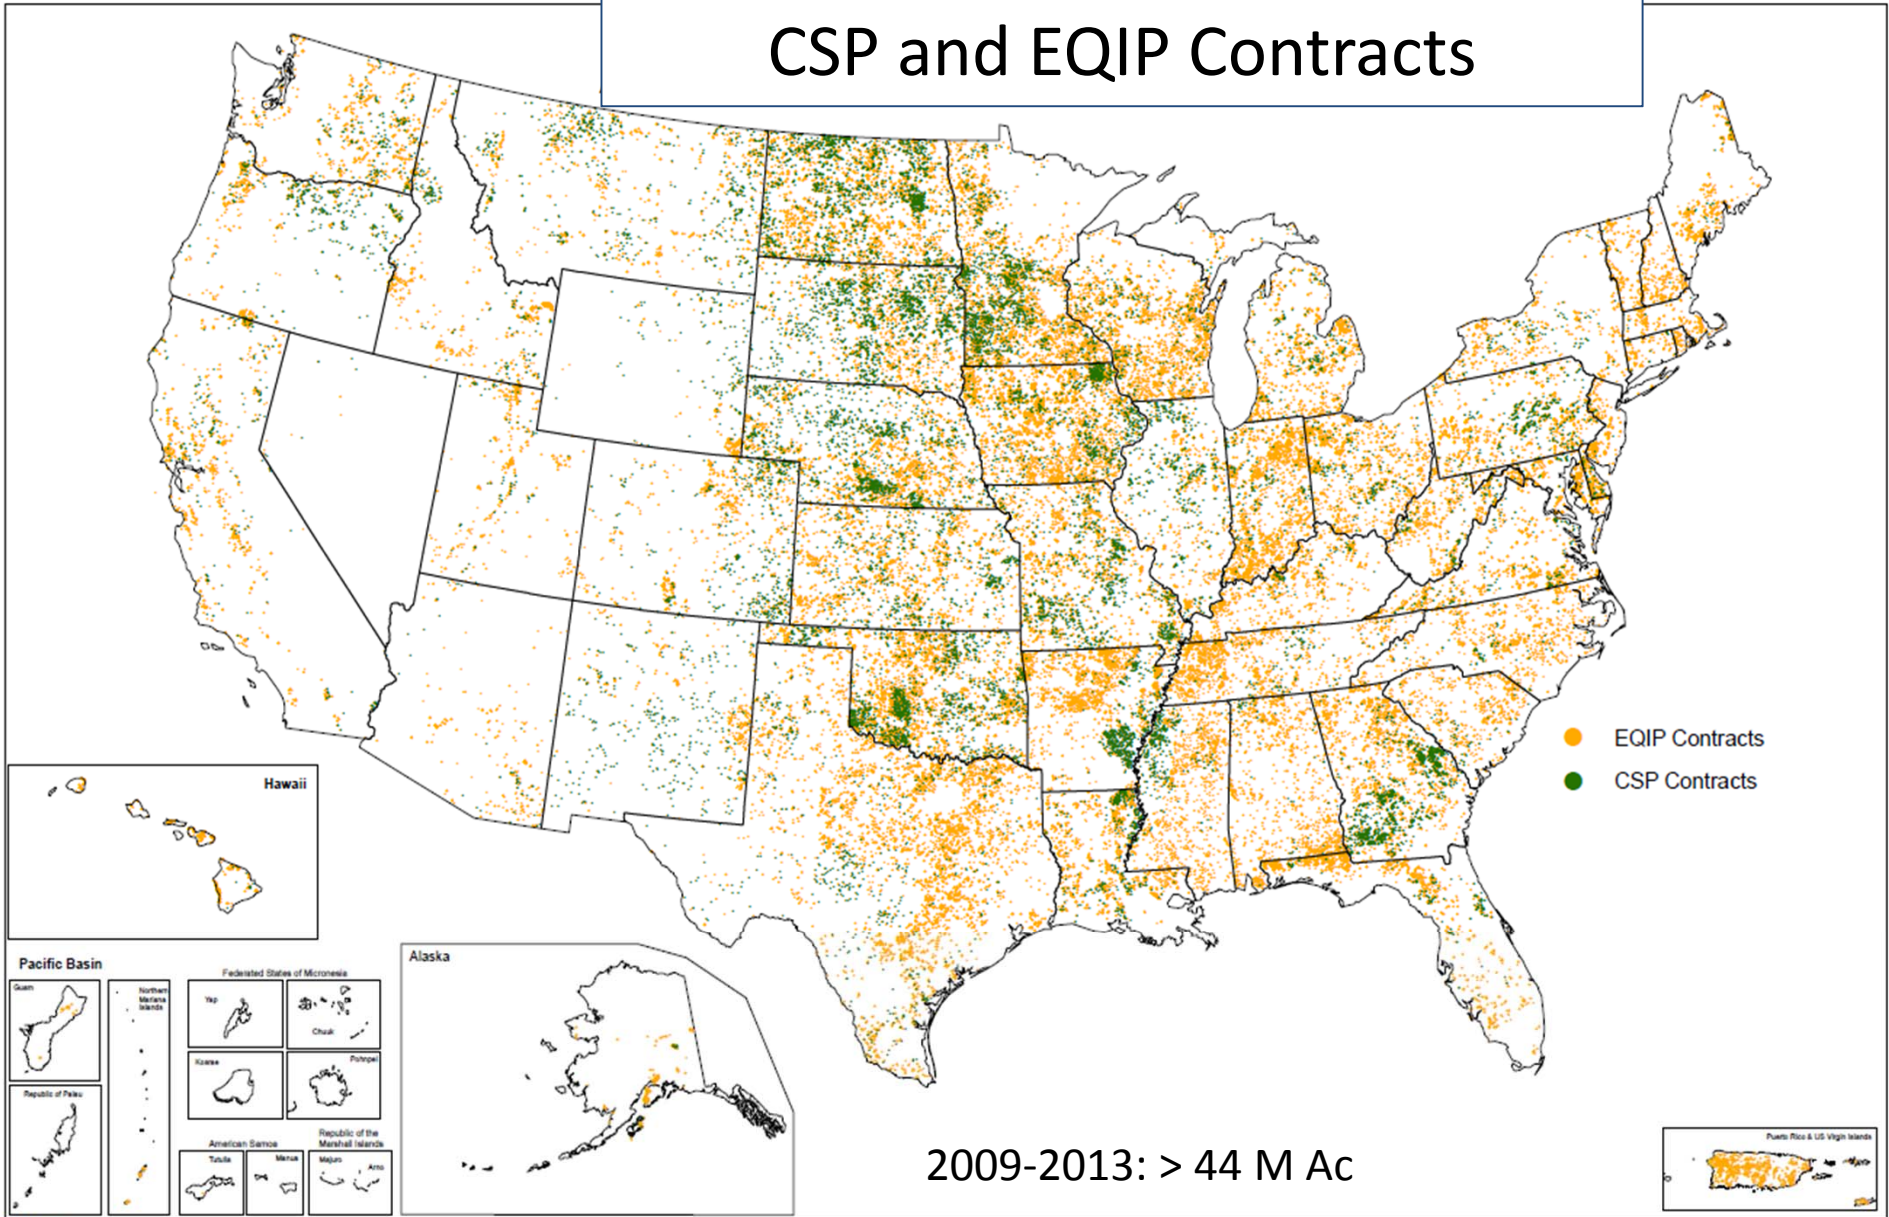 CSP and EQIP Contracts
EQIP Contracts
CSP Contracts
Hawaii
Pacific Basin
Guam
Northern
Mariana
Islands
Federated States of Micronesia
Yap
Chuuk
Kosrae
Pohnpei
Republic of Palau
American Samoa
Tutuila
Manua
Republic of the
Marshall Islands
Majuro
Arno
Alaska
2009-2013: > 44 M Ac
Puerto Rico & US Virgin Islands